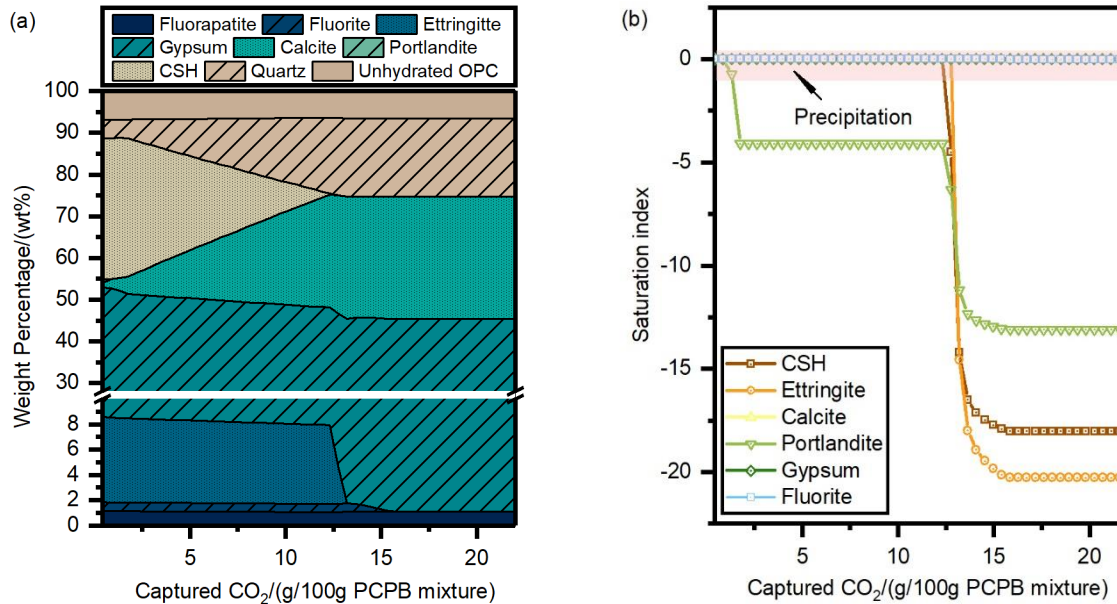 (a)
Fluorapatite Fluorite Ettringitte
Gypsum Calcite Portlandite
CSH Quartz Unhydrated OPC
Weight Percentage/(wt%)
100
90
80
70
60
50
40
30
8
6
4
2
0
5 10 15 20
Captured CO₂/(g/100g PCPB mixture)
(b)
Saturation index
0
-5
-10
-15
-20
Precipitation
CSH
Ettringite
Calcite
Portlandite
Gypsum
Fluorite
5 10 15 20
Captured CO₂/(g/100g PCPB mixture)